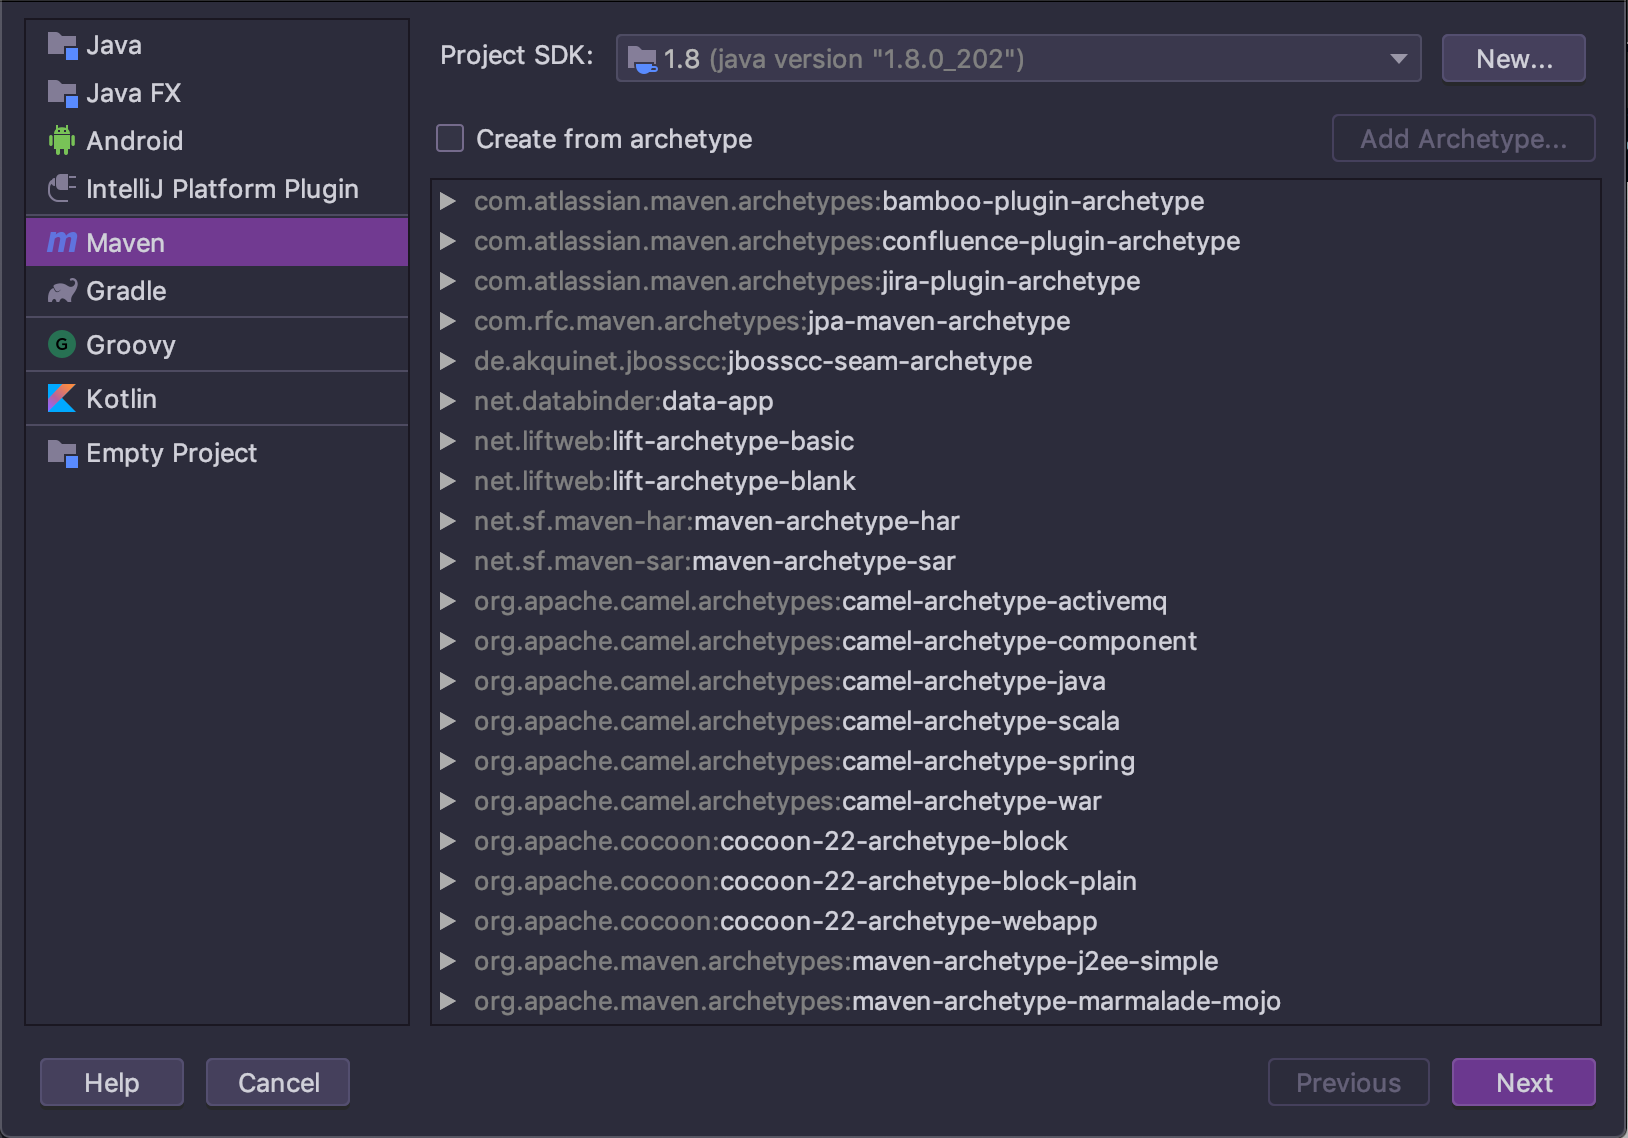 Java
Java FX
Android
IntelliJ Platform Plugin
m Maven
Gradle
G Groovy
Kotlin
Empty Project
Project SDK: 1.8 (java version "1.8.0_202") New...
Create from archetype Add Archetype...
com.atlassian.maven.archetypes:bamboo-plugin-archetype
com.atlassian.maven.archetypes:confluence-plugin-archetype
com.atlassian.maven.archetypes:jira-plugin-archetype
com.rfc.maven.archetypes:jpa-maven-archetype
de.akquinet.jbosscc:jbosscc-seam-archetype
net.databinder:data-app
net.liftweb:lift-archetype-basic
net.liftweb:lift-archetype-blank
net.sf.maven-har:maven-archetype-har
net.sf.maven-sar:maven-archetype-sar
org.apache.camel.archetypes:camel-archetype-activemq
org.apache.camel.archetypes:camel-archetype-component
org.apache.camel.archetypes:camel-archetype-java
org.apache.camel.archetypes:camel-archetype-scala
org.apache.camel.archetypes:camel-archetype-spring
org.apache.camel.archetypes:camel-archetype-war
org.apache.cocoon:cocoon-22-archetype-block
org.apache.cocoon:cocoon-22-archetype-block-plain
org.apache.cocoon:cocoon-22-archetype-webapp
org.apache.maven.archetypes:maven-archetype-j2ee-simple
org.apache.maven.archetypes:maven-archetype-marmalade-mojo
Help Cancel Previous Next